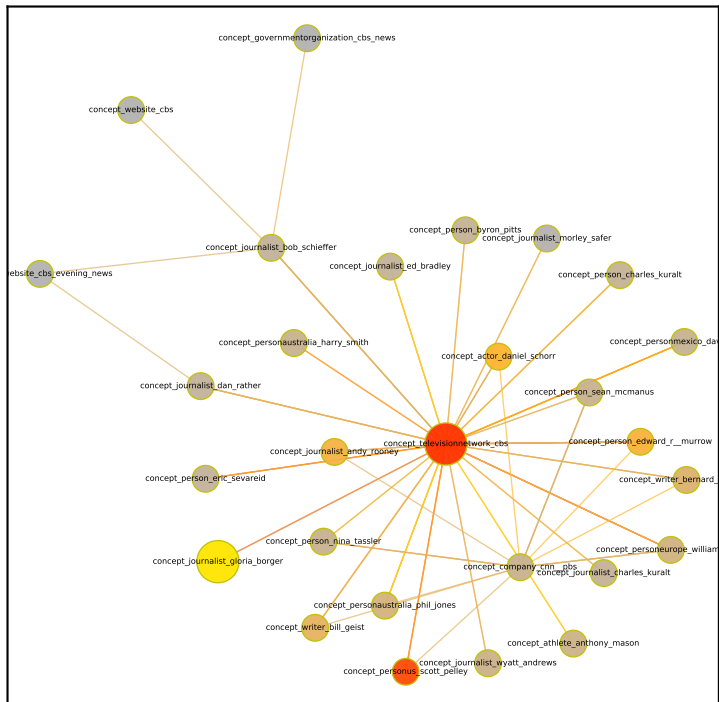 concept_governmentorganization_cbs_news
concept_website_cbs
concept_person_byron_pitts
concept_journalist_morley_safer
concept_journalist_bob_schieffer
concept_journalist_ed_bradley
ebsite_cbs_evening_news
concept_person_charles_kuralt
concept_personaustralia_harry_smith
concept_personmexico_dav
concept_actor_daniel_schorr
concept_journalist_dan_rather
concept_person_sean_mcmanus
concept_televisionnetwork_cbs
concept_person_edward_r__murrow
concept_journalist_andy_rooney
concept_person_eric_sevareid
concept_writer_bernard_
concept_person_nina_tassler
concept_personeurope_william
concept_journalist_gloria_borger
concept_company_cnn__pbs
concept_journalist_charles_kuralt
concept_personaustralia_phil_jones
concept_writer_bill_geist
concept_athlete_anthony_mason
concept_journalist_wyatt_andrews
concept_personus_scott_pelley